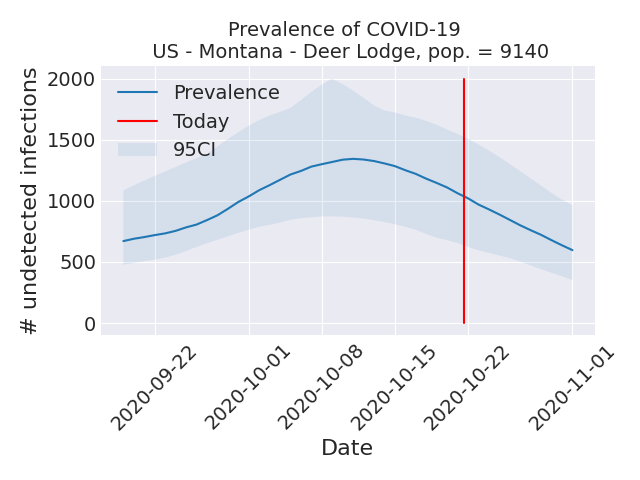 Prevalence of COVID-19
US - Montana - Deer Lodge, pop. = 9140
# undetected infections
2000
1500
1000
500
0
Prevalence
Today
95CI
2020-09-22
2020-10-01
2020-10-08
2020-10-15
2020-10-22
2020-11-01
Date